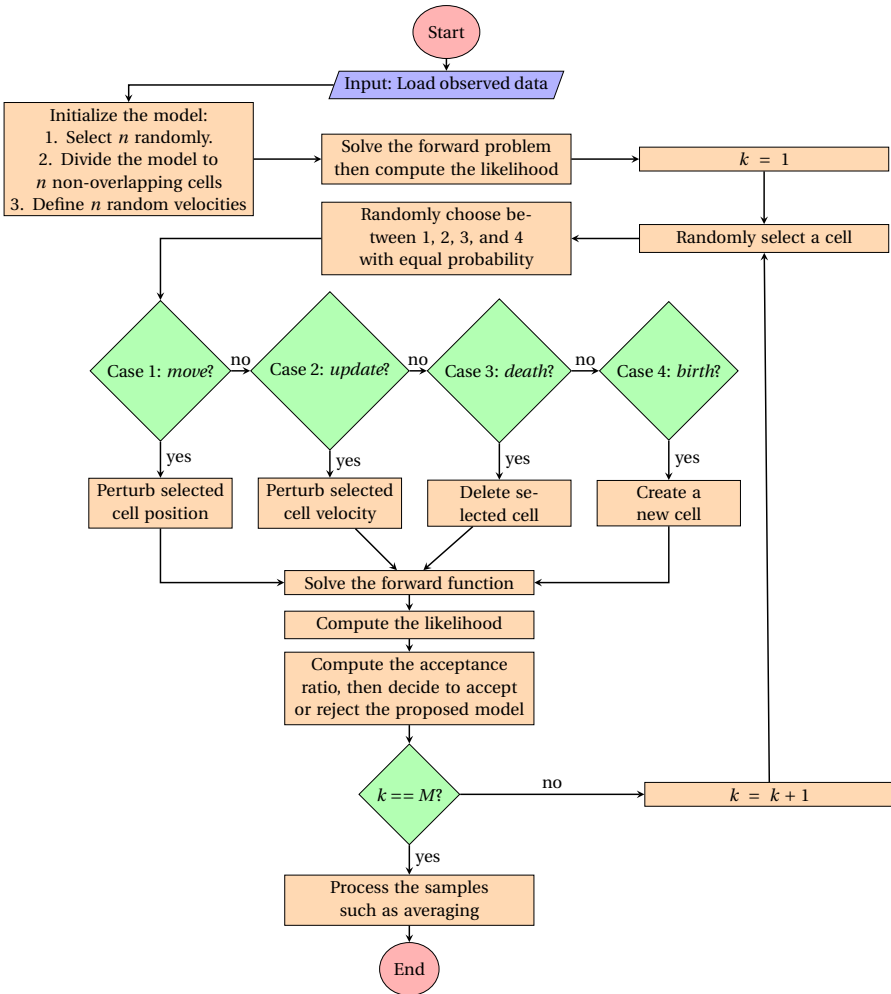 Start
Input: Load observed data
Initialize the model:
1. Select n randomly.
2. Divide the model to
n non-overlapping cells
3. Define n random velocities
Solve the forward problem
then compute the likelihood
k = 1
Randomly choose be-
tween 1, 2, 3, and 4
with equal probability
Randomly select a cell
Case 1: move?
no
Case 2: update?
no
Case 3: death?
no
Case 4: birth?
yes
yes
yes
yes
Perturb selected
cell position
Perturb selected
cell velocity
Delete se-
lected cell
Create a
new cell
Solve the forward function
Compute the likelihood
Compute the acceptance
ratio, then decide to accept
or reject the proposed model
k == M?
no
k = k + 1
yes
Process the samples
such as averaging
End